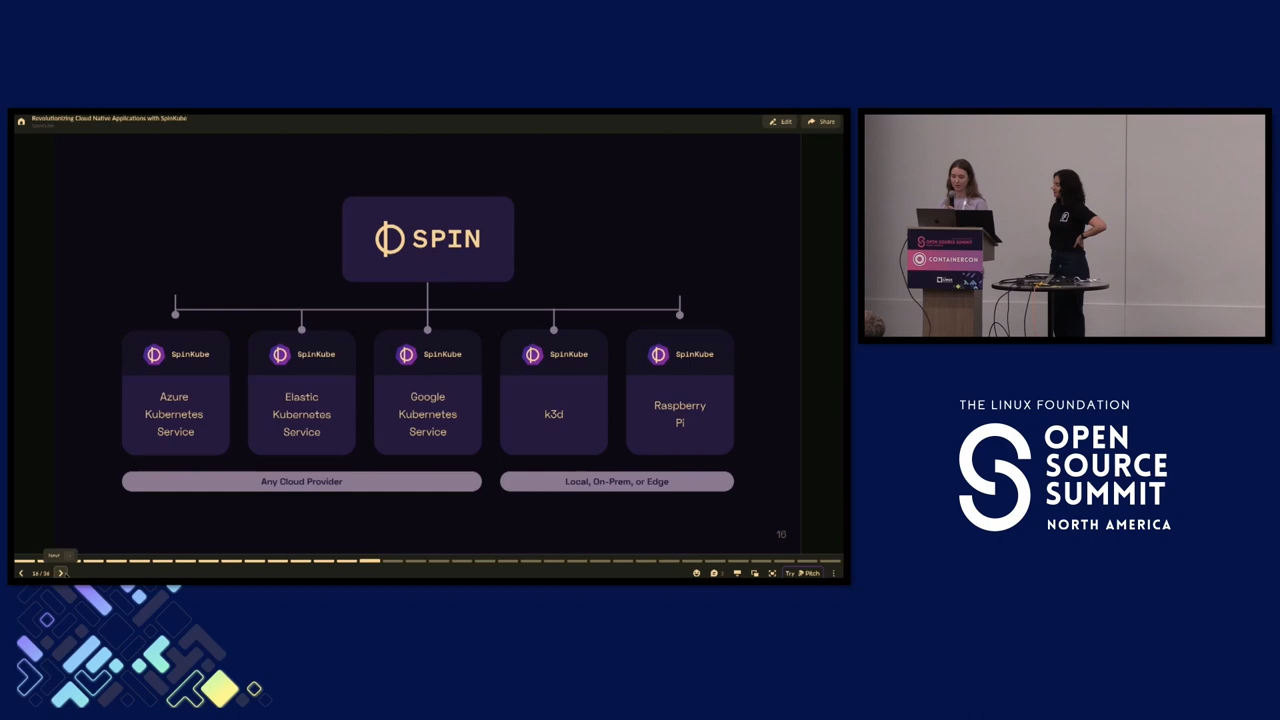 Revolutionizing Cloud Native Applications with SpinKube
Edit
Share
SPIN
SpinKube
Azure
Kubernetes
Service
SpinKube
Elastic
Kubernetes
Service
SpinKube
Google
Kubernetes
Service
SpinKube
k3d
SpinKube
Raspberry
Pi
Any Cloud Provider
Local, On-Prem, or Edge
16
Next
16 / 36
Try Pitch
OPEN SOURCE SUMMIT
CONTAINERCON
THE LINUX FOUNDATION
OPEN
SOURCE
SUMMIT
NORTH AMERICA